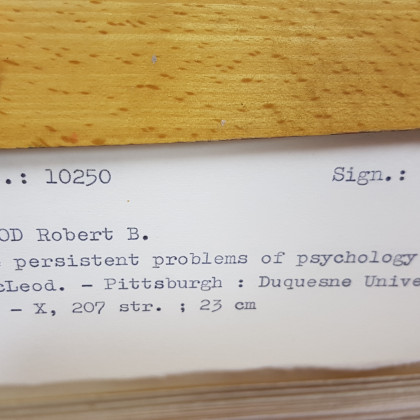 .: 10250 Sign.:
OD Robert B.
persistent problems of psychology
cLeod. — Pittsburgh : Duquesne Unive
— X, 207 str. ; 23 cm